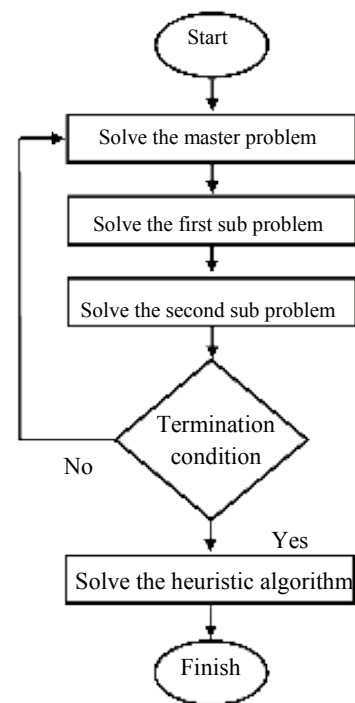 Start
Solve the master problem
Solve the first sub problem
Solve the second sub problem
Termination
condition
No
Yes
Solve the heuristic algorithm
Finish